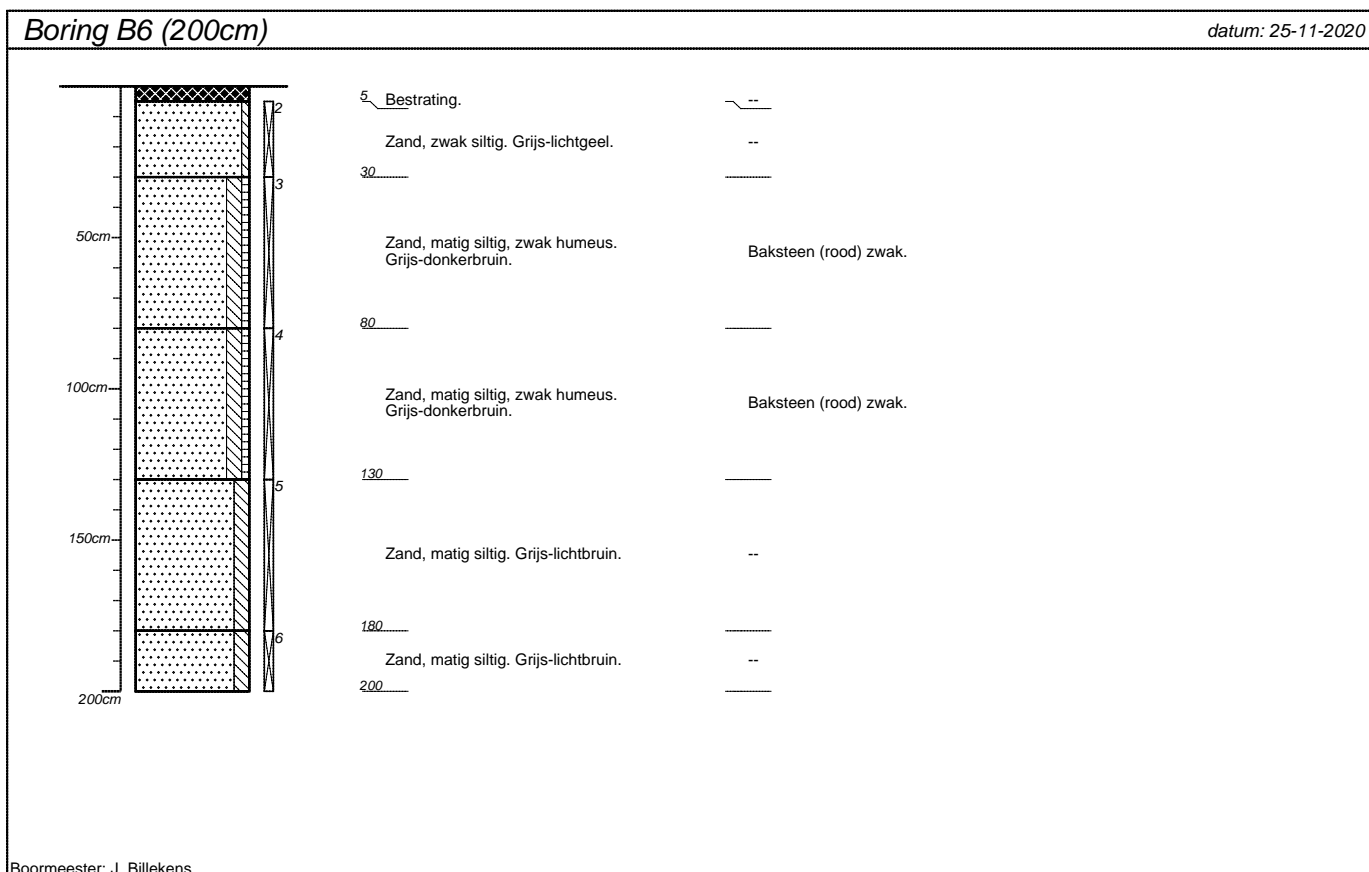 Boring B6 (200cm)
datum: 25-11-2020
5 Bestrating. --
2
Zand, zwak siltig. Grijs-lichtgeel. --
30
3
50cm
Zand, matig siltig, zwak humeus.
Grijs-donkerbruin.
Baksteen (rood) zwak.
80
4
100cm
Zand, matig siltig, zwak humeus.
Grijs-donkerbruin.
Baksteen (rood) zwak.
130
5
150cm
Zand, matig siltig. Grijs-lichtbruin. --
180
6
Zand, matig siltig. Grijs-lichtbruin. --
200
200cm
Boormeester: J. Billekens